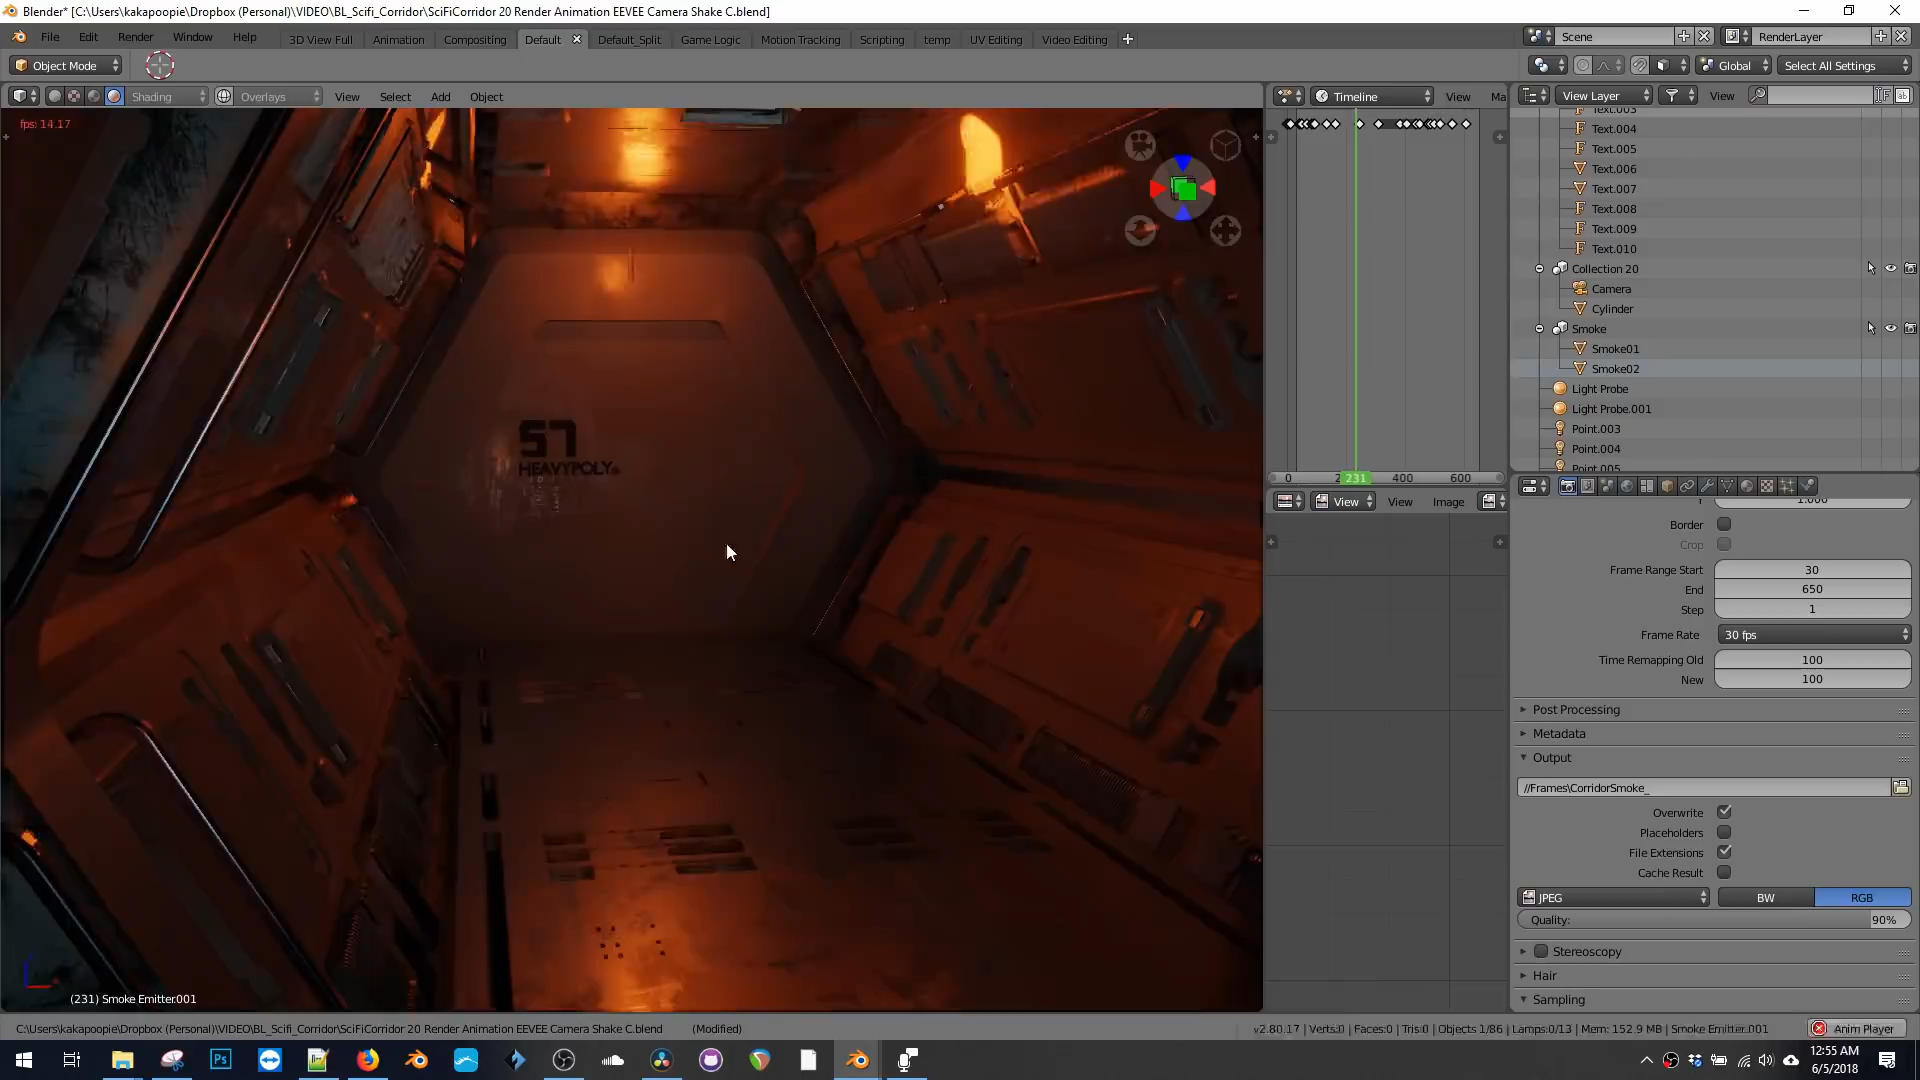 Blender* [C:\Users\kakapoopie\Dropbox (Personal)\VIDEO\BL_Scifi_Corridor\SciFiCorridor 20 Render Animation EEVEE Camera Shake C.blend]
File Edit Render Window Help 3D View Full Animation Compositing Default Default_Split Game Logic Motion Tracking Scripting temp UV Editing Video Editing
Scene RenderLayer
Object Mode
Global Select All Settings
Shading Overlays View Select Add Object
Timeline View Ma
View Layer View
fps: 14.17
Text.003
Text.004
Text.005
Text.006
Text.007
Text.008
Text.009
Text.010
Collection 20
Camera
Cylinder
Smoke
Smoke01
Smoke02
Light Probe
Light Probe.001
Point.003
Point.004
Point.005
57
HEAVYPOLY
0 2 231 400 600
View View Image
1.000
Border
Crop
Frame Range Start 30
End 650
Step 1
Frame Rate 30 fps
Time Remapping Old 100
New 100
Post Processing
Metadata
Output
//Frames\CorridorSmoke_
Overwrite
Placeholders
File Extensions
Cache Result
JPEG BW RGB
Quality: 90%
Stereoscopy
Hair
Sampling
(231) Smoke Emitter.001
C:\Users\kakapoopie\Dropbox (Personal)\VIDEO\BL_Scifi_Corridor\SciFiCorridor 20 Render Animation EEVEE Camera Shake C.blend (Modified)
v2.80.17 | Verts:0 | Faces:0 | Tris:0 | Objects 1/86 | Lamps:0/13 | Mem: 152.9 MB | Smoke Emitter.001
Anim Player
Ps
12:55 AM
6/5/2018